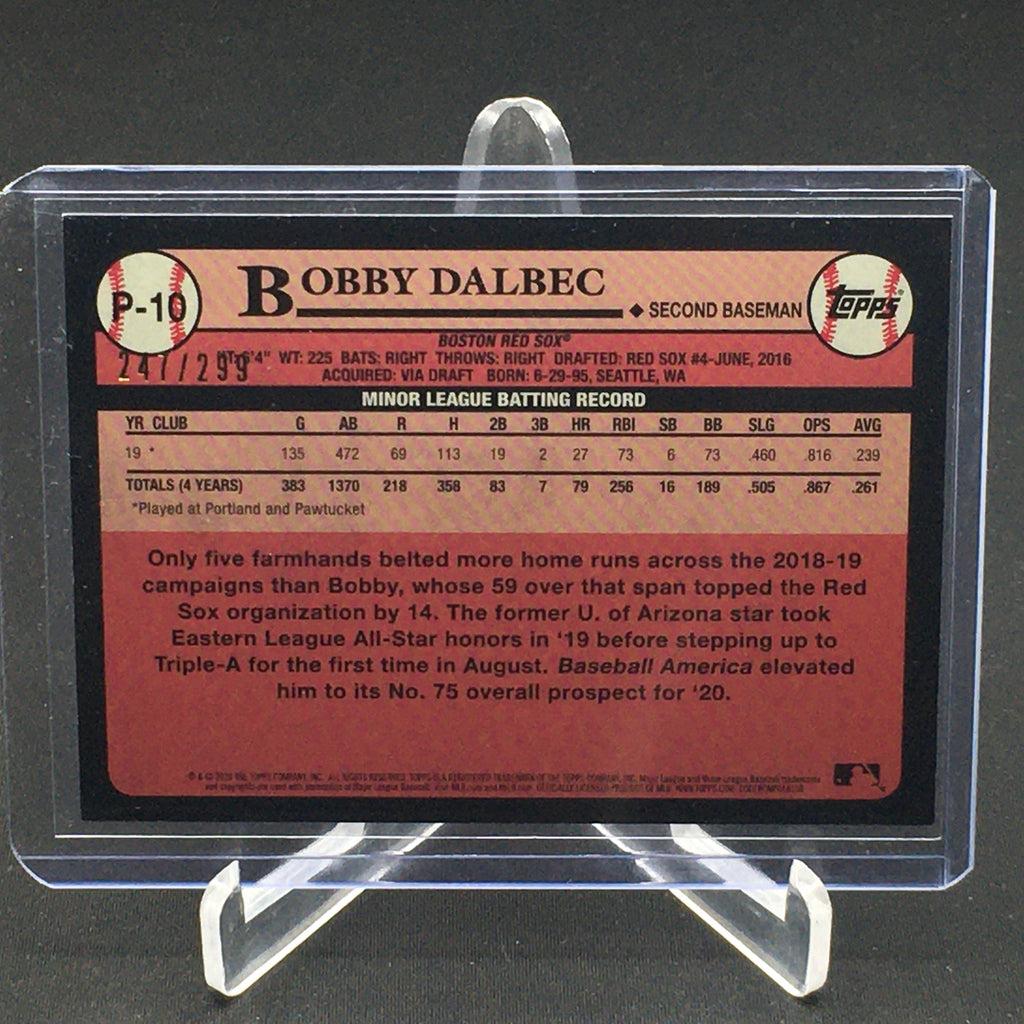 P-10
BOBBY DALBEC
◆ SECOND BASEMAN
Topps®
BOSTON RED SOX®
247/299
HT: 6'4" WT: 225 BATS: RIGHT THROWS: RIGHT DRAFTED: RED SOX #4-JUNE, 2016
ACQUIRED: VIA DRAFT BORN: 6-29-95, SEATTLE, WA
MINOR LEAGUE BATTING RECORD
YR CLUB G AB R H 2B 3B HR RBI SB BB SLG OPS AVG
19 * 135 472 69 113 19 2 27 73 6 73 .460 .816 .239
TOTALS (4 YEARS) 383 1370 218 358 83 7 79 256 16 189 .505 .867 .261
*Played at Portland and Pawtucket
Only five farmhands belted more home runs across the 2018-19
campaigns than Bobby, whose 59 over that span topped the Red
Sox organization by 14. The former U. of Arizona star took
Eastern League All-Star honors in '19 before stepping up to
Triple-A for the first time in August. Baseball America elevated
him to its No. 75 overall prospect for '20.